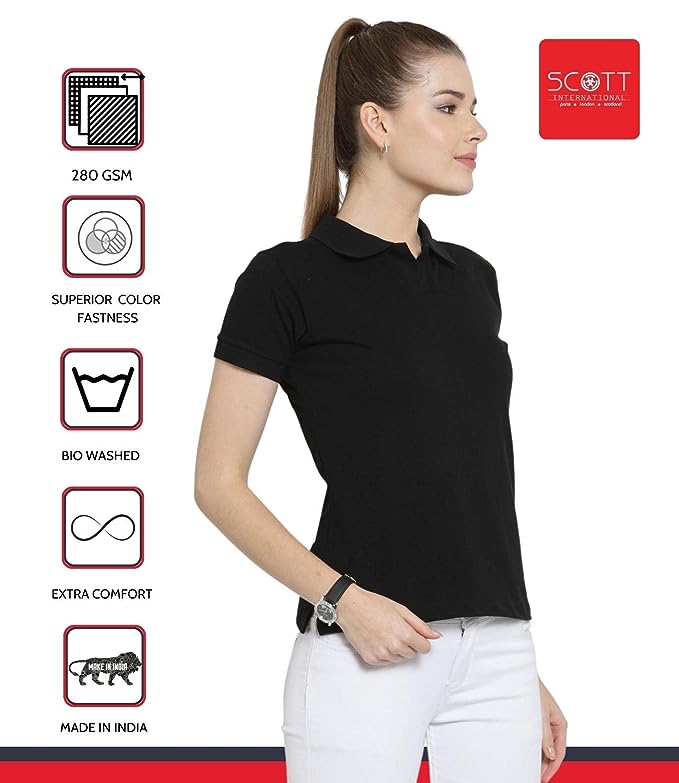 SCOTT
INTERNATIONAL
paris • london • scotland
280 GSM
SUPERIOR COLOR
FASTNESS
BIO WASHED
EXTRA COMFORT
MAKE IN INDIA
MADE IN INDIA